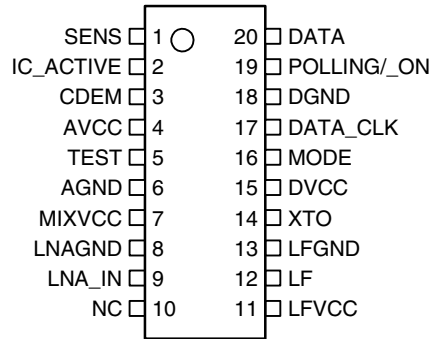 SENS 1 20 DATA
IC_ACTIVE 2 19 POLLING/_ON
CDEM 3 18 DGND
AVCC 4 17 DATA_CLK
TEST 5 16 MODE
AGND 6 15 DVCC
MIXVCC 7 14 XTO
LNAGND 8 13 LFGND
LNA_IN 9 12 LF
NC 10 11 LFVCC